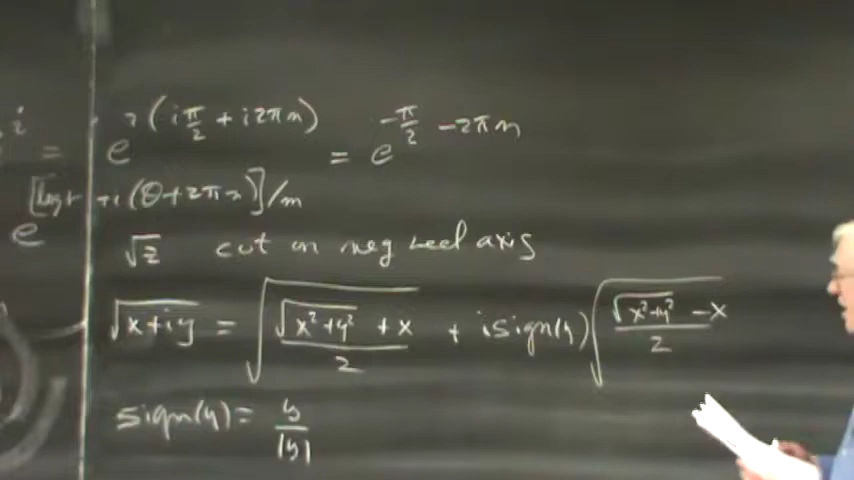 i = e^{i(iπ/2 + i2πn)} = e^{-π/2 - 2πn}
e^{[log r + i(θ+2πn)]/m}
√z cut on neg reel axis
√(x+iy) = √((√(x²+y²) + x)/2) + i sign(y) √((√(x²+y²) - x)/2)
sign(y) = y/|y|